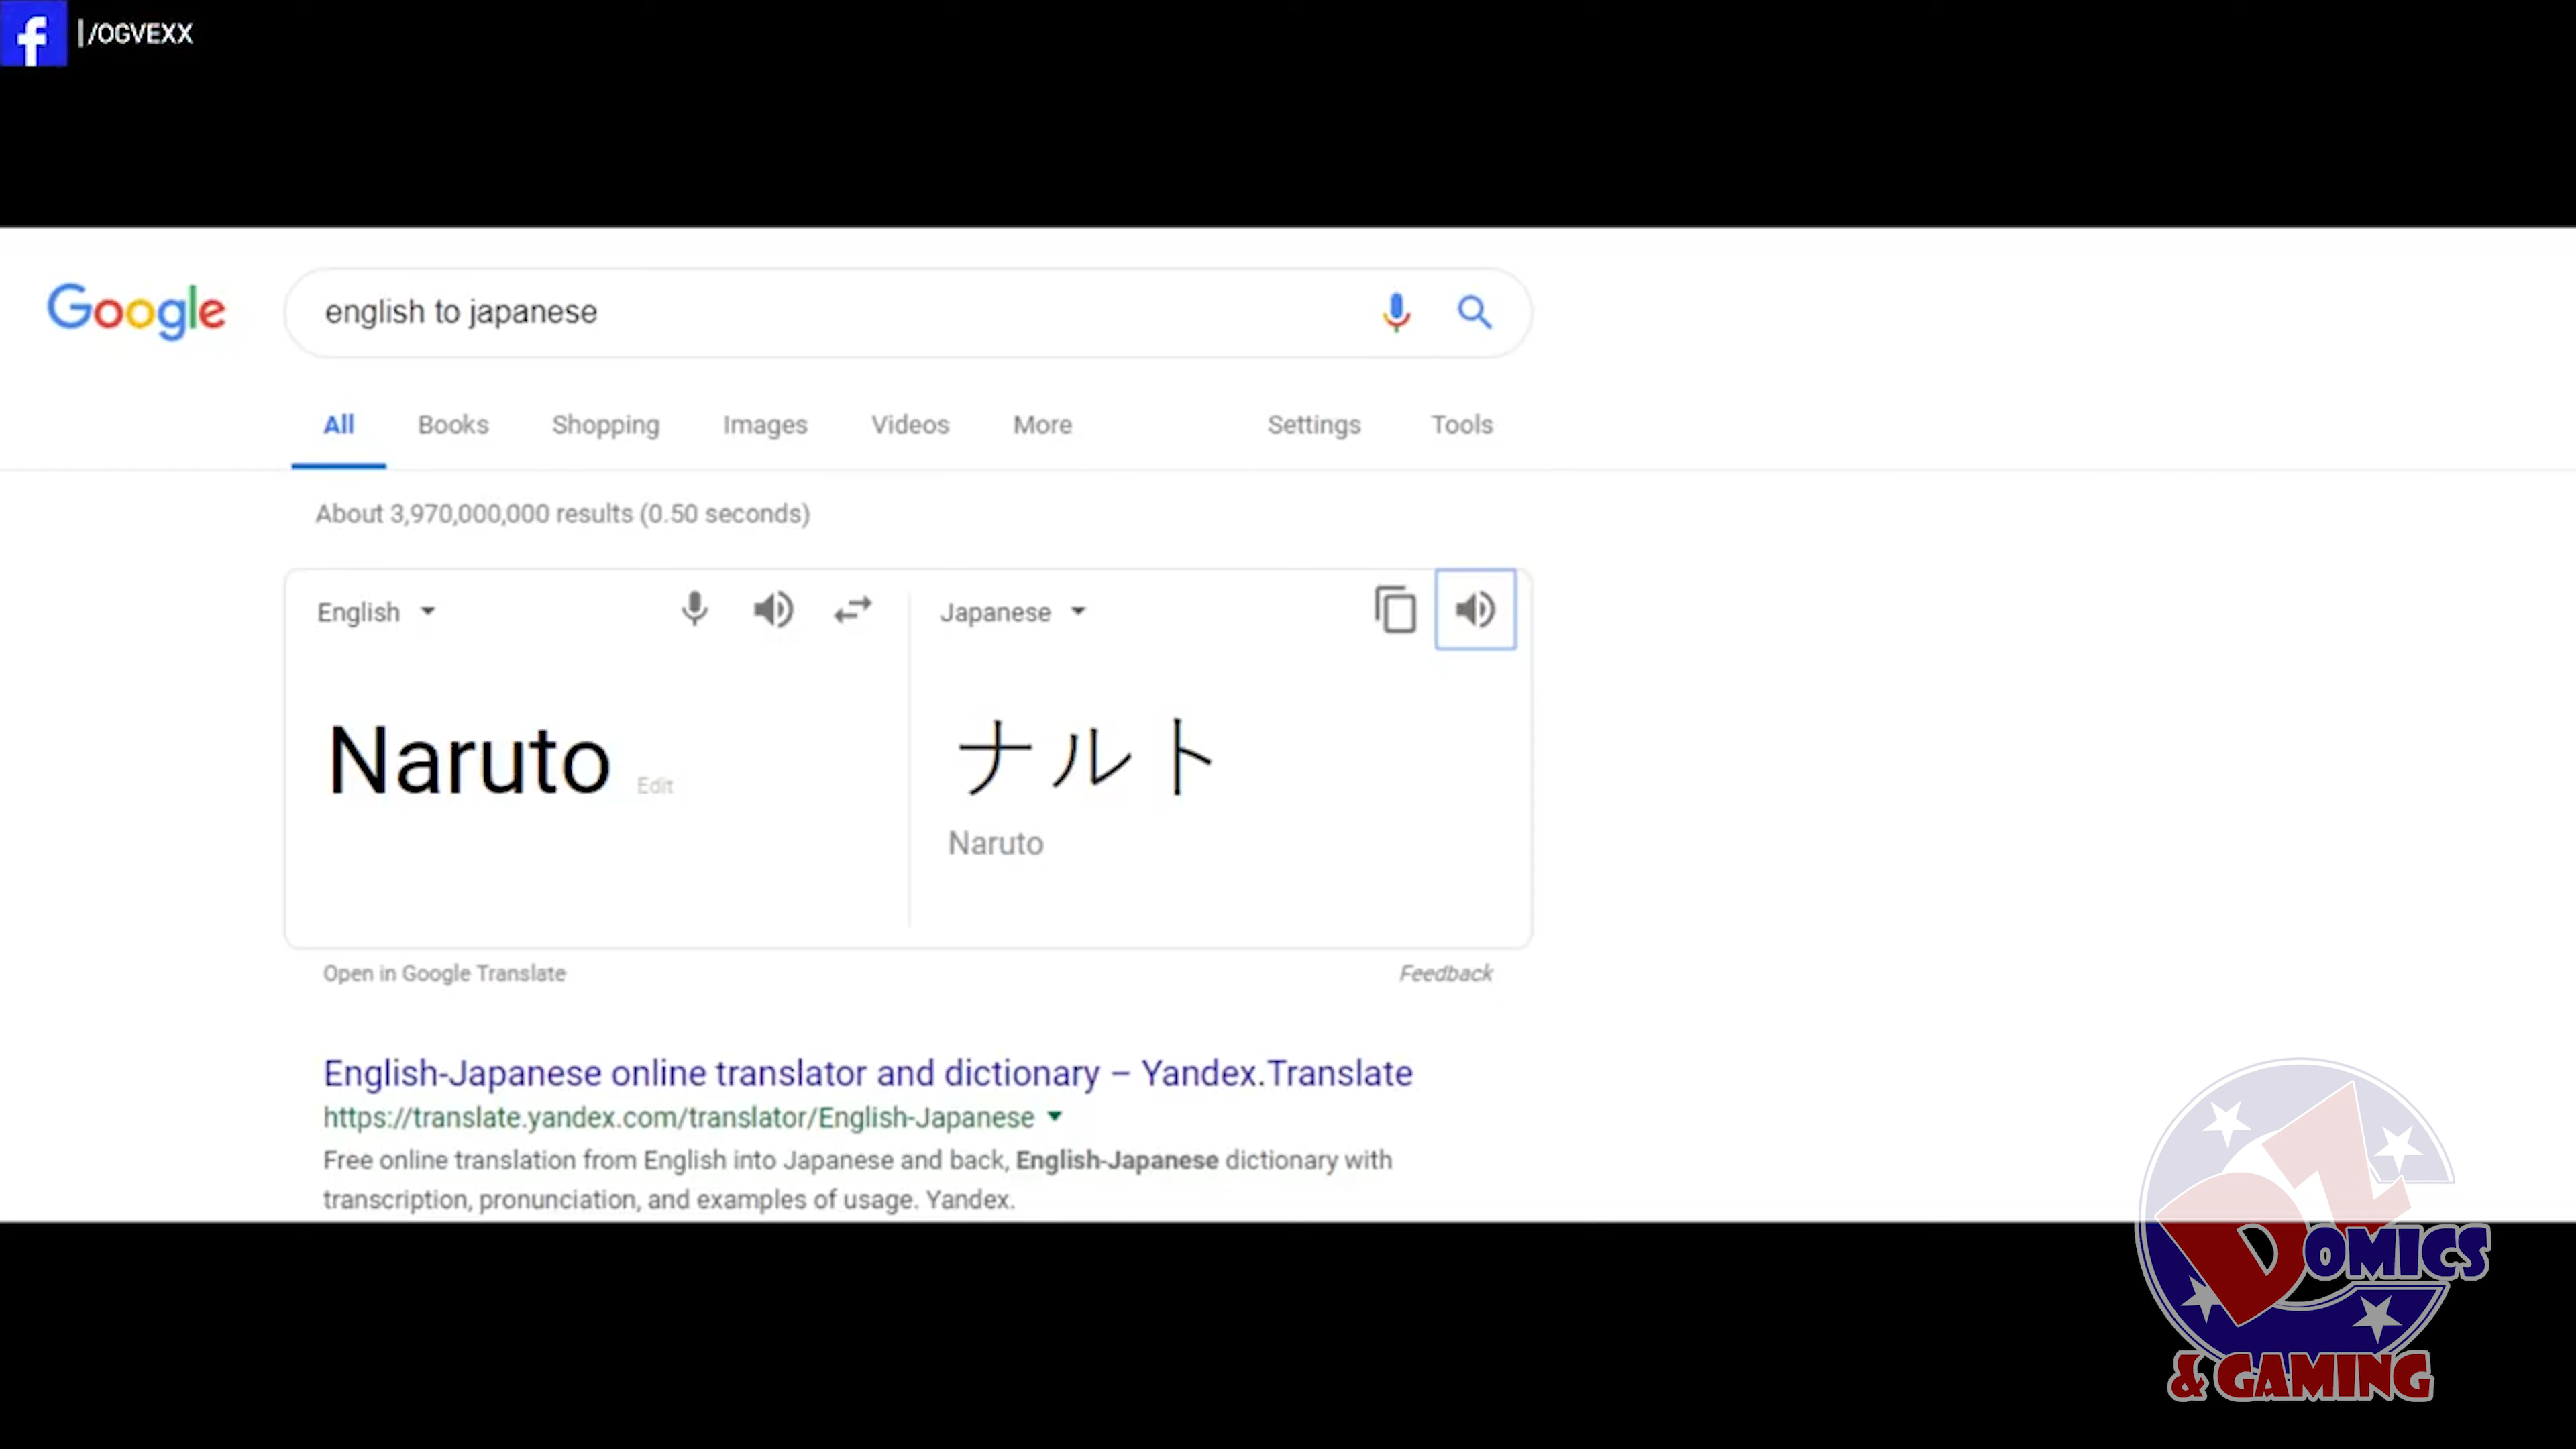 f |/OGVEXX
Google english to japanese
All Books Shopping Images Videos More Settings Tools
About 3,970,000,000 results (0.50 seconds)
English Japanese
Naruto Edit ナルト
Naruto
Open in Google Translate Feedback
English-Japanese online translator and dictionary – Yandex.Translate
https://translate.yandex.com/translator/English-Japanese
Free online translation from English into Japanese and back, English-Japanese dictionary with
transcription, pronunciation, and examples of usage. Yandex.
DZ
DOMICS
& GAMING